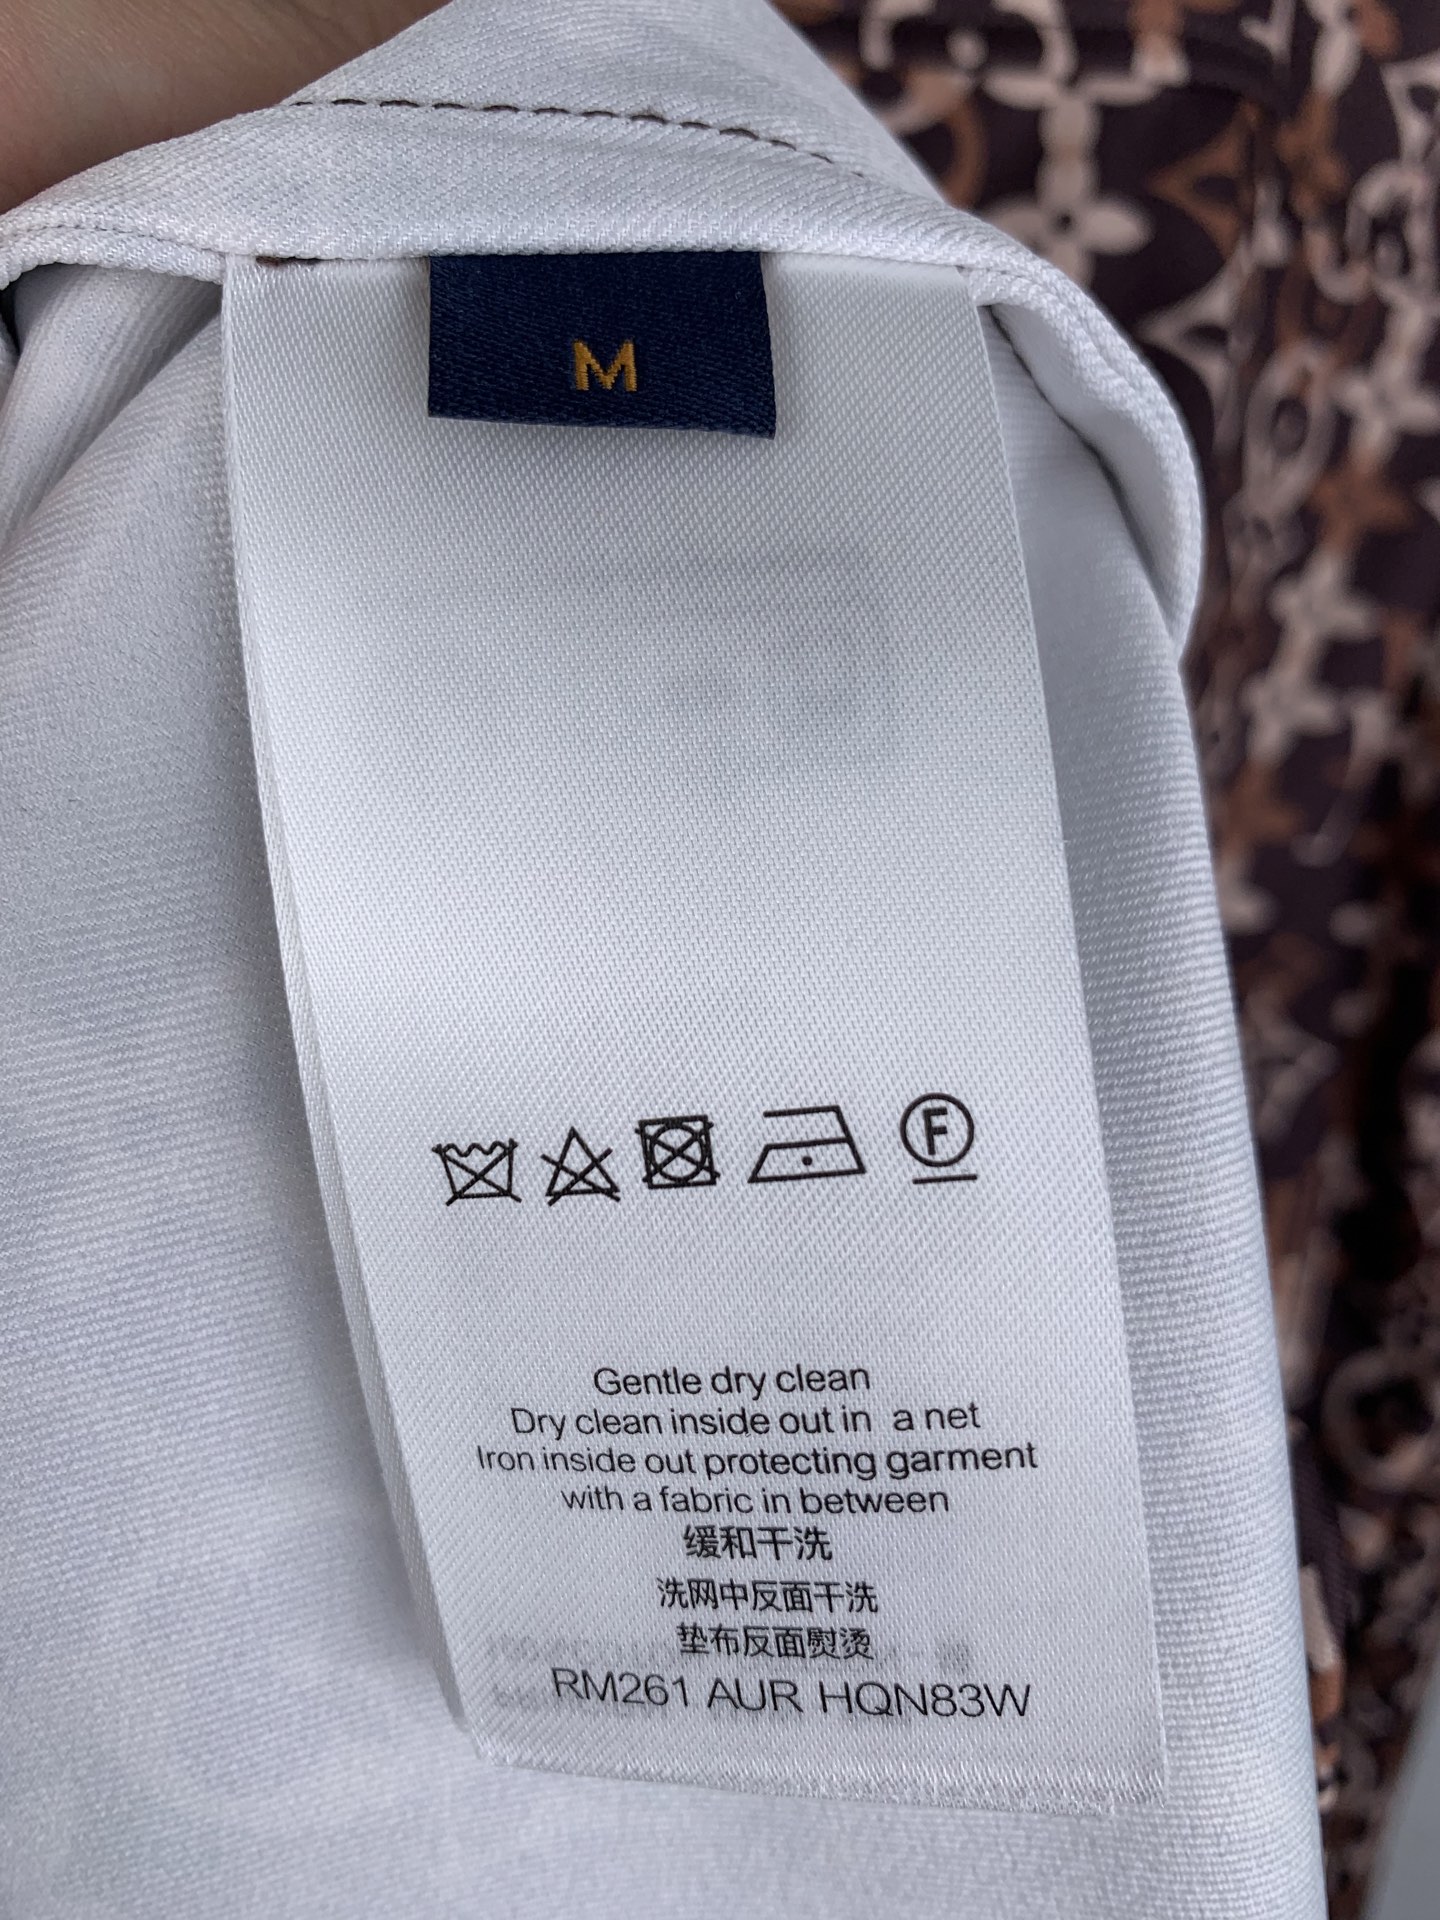 M
F
Gentle dry clean
Dry clean inside out in a net
Iron inside out protecting garment
with a fabric in between
缓和干洗
洗网中反面干洗
垫布反面熨烫
RM261 AUR HQN83W